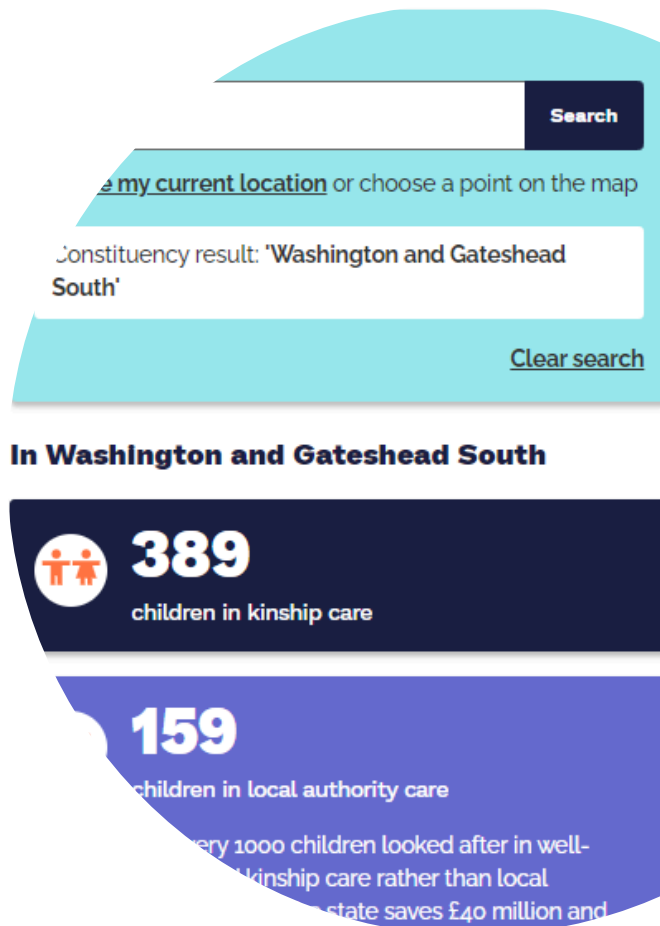 Search
my current location or choose a point on the map
Constituency result: 'Washington and Gateshead
South'
Clear search
In Washington and Gateshead South
389
children in kinship care
159
children in local authority care
1000 children looked after in well-
kinship care rather than local
state saves £40 million and